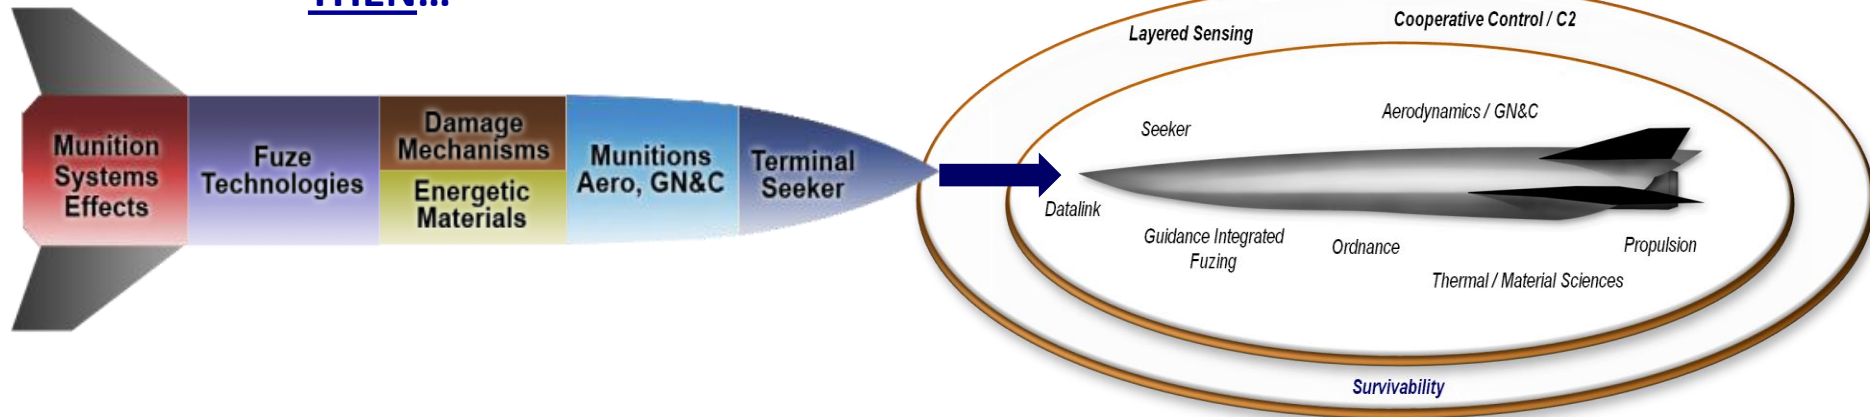 THEN...
Munition
Systems
Effects
Fuze
Technologies
Damage
Mechanisms
Energetic
Materials
Munitions
Aero, GN&C
Terminal
Seeker
Layered Sensing
Cooperative Control / C2
Seeker
Aerodynamics / GN&C
Datalink
Guidance Integrated
Fuzing
Ordnance
Propulsion
Thermal / Material Sciences
Survivability